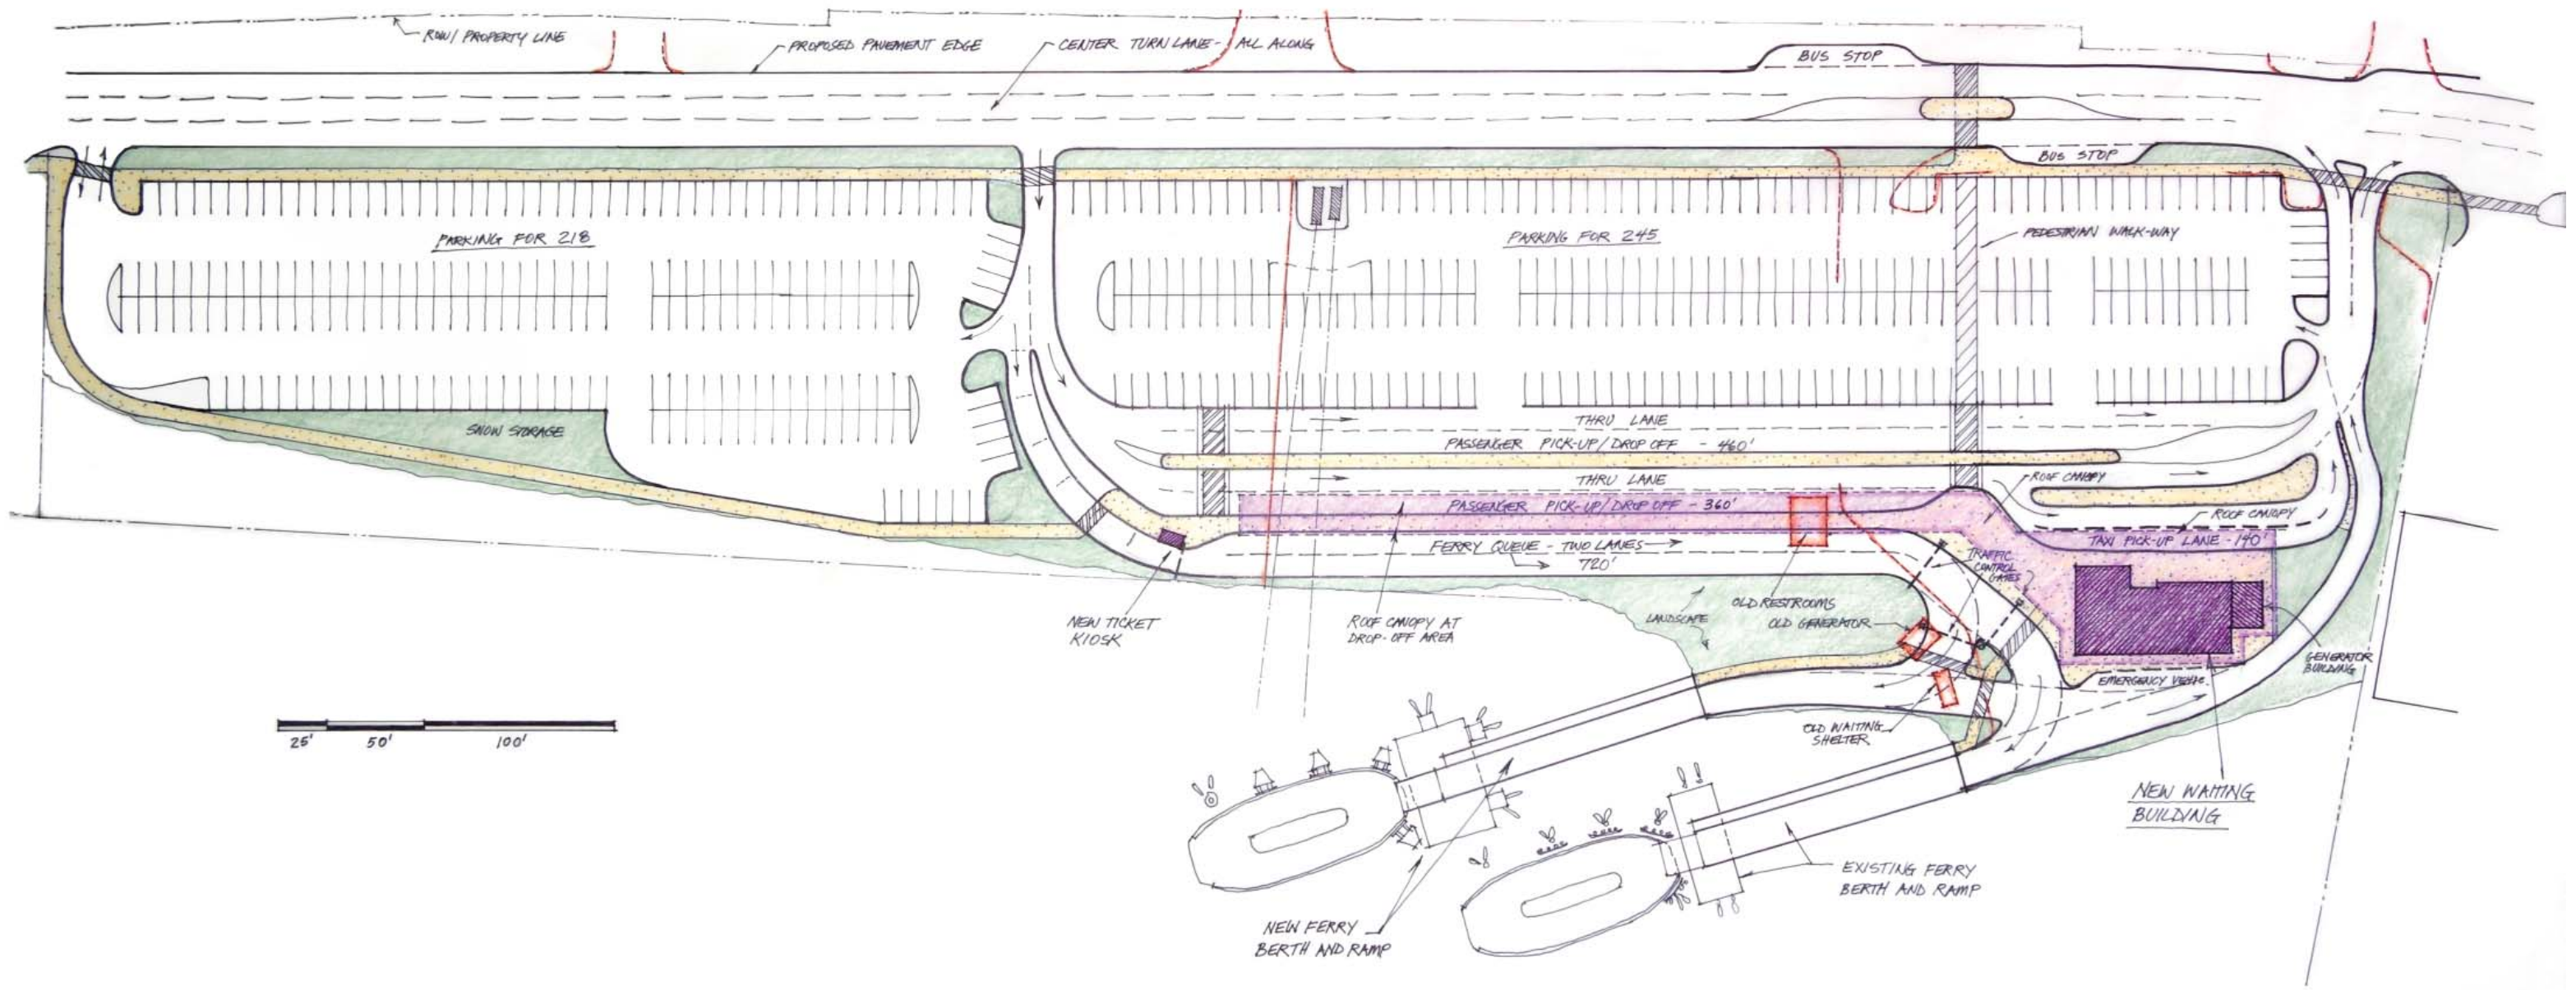 ROW/ PROPERTY LINE
PROPOSED PAVEMENT EDGE
CENTER TURN LANE - ALL ALONG
BUS STOP
BUS STOP
PARKING FOR 218
PARKING FOR 245
PEDESTRIAN WALK-WAY
SNOW STORAGE
THRU LANE
PASSENGER PICK-UP/DROP OFF - 460'
THRU LANE
ROOF CANOPY
PASSENGER PICK-UP/DROP OFF - 360'
ROOF CANOPY
FERRY QUEUE - TWO LANES
720'
TAXI PICK-UP LANE - 140'
TRAFFIC
CONTROL
GATES
NEW TICKET
KIOSK
ROOF CANOPY AT
DROP-OFF AREA
LANDSCAPE
OLD RESTROOMS
OLD GENERATOR
GENERATOR
BUILDING
EMERGENCY VEHC.
OLD WAITING
SHELTER
25'
50'
100'
NEW WAITING
BUILDING
EXISTING FERRY
BERTH AND RAMP
NEW FERRY
BERTH AND RAMP